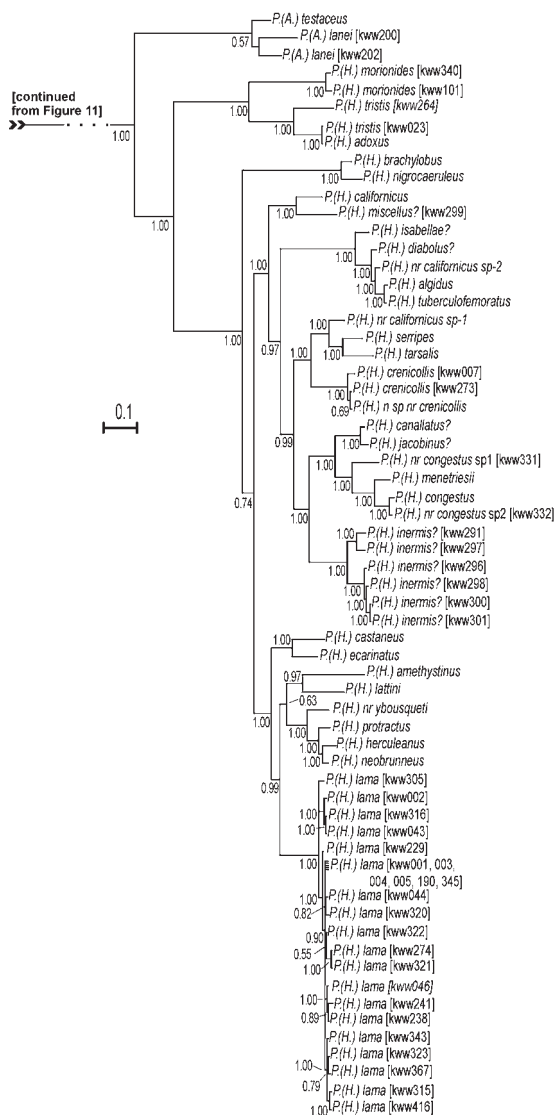 P.(A.) testaceus
P.(A.) lanei [kww200]
0.57
P.(A.) lanei [kww202]
P.(H.) morionides [kww340]
[continued
from Figure 11]
P.(H.) morionides [kww101]
1.00
P.(H.) tristis [kww264]
1.00
1.00
P.(H.) tristis [kww023]
1.00
P.(H.) adoxus
P.(H.) brachylobus
1.00
P.(H.) nigrocaeruleus
P.(H.) californicus
1.00
P.(H.) miscellus? [kww299]
1.00
P.(H.) isabellae?
P.(H.) diabolus?
1.00
1.00
P.(H.) nr californicus sp-2
1.00
P.(H.) algidus
1.00
P.(H.) tuberculofemoratus
P.(H.) nr californicus sp-1
1.00
P.(H.) serripes
1.00
1.00
0.97
P.(H.) tarsalis
1.00
P.(H.) crenicollis [kww007]
1.00
P.(H.) crenicollis [kww273]
0.69
P.(H.) n sp nr crenicollis
0.1
P.(H.) canallatus?
0.99
1.00
P.(H.) jacobinus?
1.00
P.(H.) nr congestus sp1 [kww331]
1.00
P.(H.) menetriesii
0.74
P.(H.) congestus
1.00
1.00
P.(H.) nr congestus sp2 [kww332]
P.(H.) inermis? [kww291]
1.00
P.(H.) inermis? [kww297]
1.00
P.(H.) inermis? [kww296]
P.(H.) inermis? [kww298]
1.00
P.(H.) inermis? [kww300]
1.00
P.(H.) inermis? [kww301]
1.00
P.(H.) castaneus
P.(H.) ecarinatus
0.97
P.(H.) amethystinus
P.(H.) lattini
0.63
P.(H.) nr ybousqueti
1.00
P.(H.) protractus
1.00
P.(H.) herculeanus
1.00
1.00
P.(H.) neobrunneus
0.99
P.(H.) lama [kww305]
P.(H.) lama [kww002]
1.00
P.(H.) lama [kww316]
1.00
P.(H.) lama [kww043]
P.(H.) lama [kww229]
1.00
P.(H.) lama [kww001, 003,
004, 005, 190, 345]
1.00
P.(H.) lama [kww044]
0.82
P.(H.) lama [kww320]
P.(H.) lama [kww322]
0.90
0.55
P.(H.) lama [kww274]
1.00
P.(H.) lama [kww321]
P.(H.) lama [kww046]
1.00
P.(H.) lama [kww241]
0.89
P.(H.) lama [kww238]
P.(H.) lama [kww343]
P.(H.) lama [kww323]
1.00
P.(H.) lama [kww367]
0.79
P.(H.) lama [kww315]
1.00
P.(H.) lama [kww416]